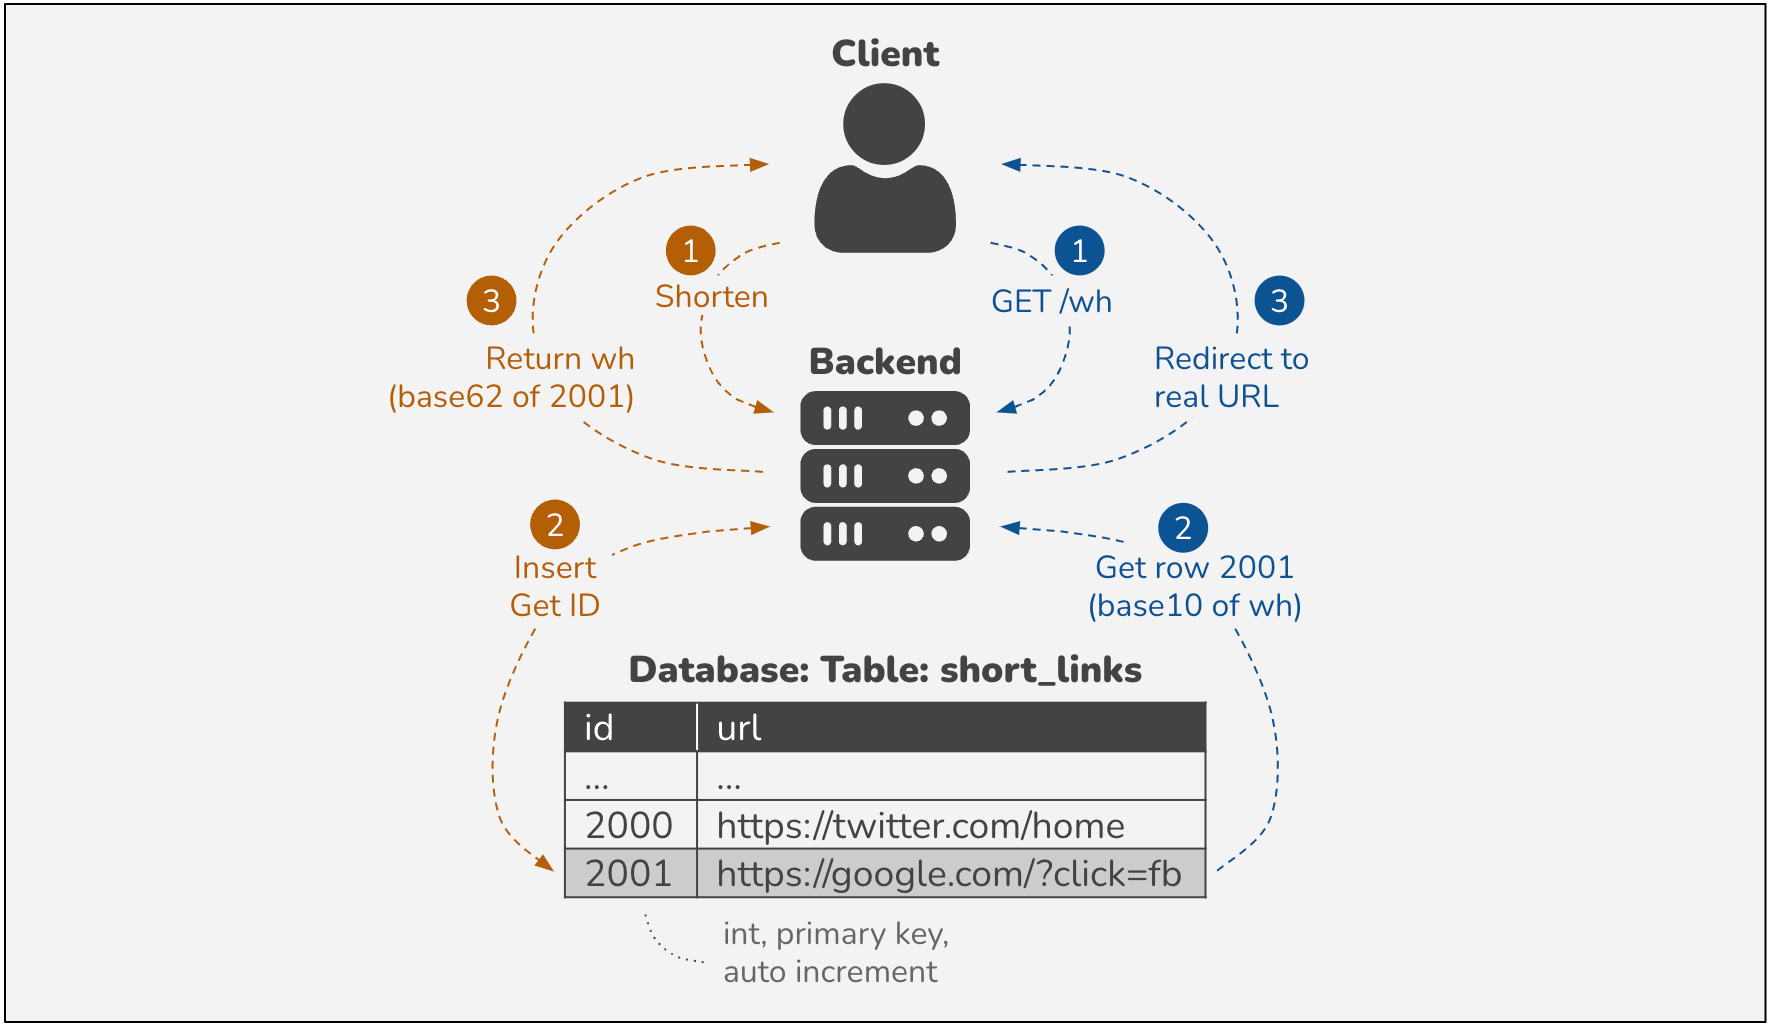 Client
1
1
Shorten
GET /wh
3
3
Return wh
(base62 of 2001)
Backend
Redirect to
real URL
2
Insert
Get ID
2
Get row 2001
(base10 of wh)
Database: Table: short_links
id url
... ...
2000 https://twitter.com/home
2001 https://google.com/?click=fb
int, primary key,
auto increment